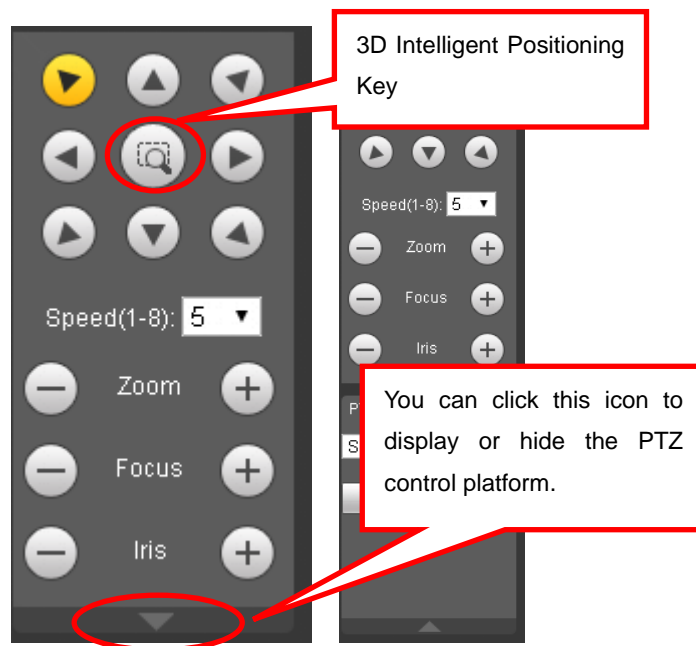 3D Intelligent Positioning
Key
Speed(1-8): 5
Zoom
Focus
Iris
Speed(1-8): 5
Zoom
Focus
Iris
You can click this icon to
display or hide the PTZ
control platform.